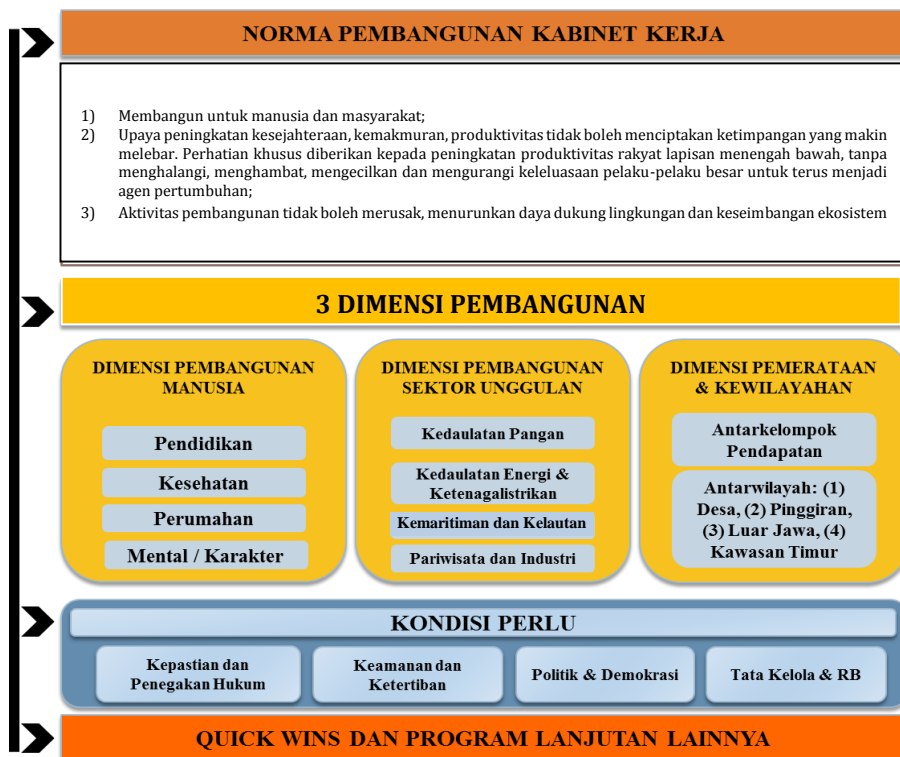 NORMA PEMBANGUNAN KABINET KERJA
1) Membangun untuk manusia dan masyarakat;
2) Upaya peningkatan kesejahteraan, kemakmuran, produktivitas tidak boleh menciptakan ketimpangan yang makin
melebar. Perhatian khusus diberikan kepada peningkatan produktivitas rakyat lapisan menengah bawah, tanpa
menghalangi, menghambat, mengecilkan dan mengurangi keleluasaan pelaku-pelaku besar untuk terus menjadi
agen pertumbuhan;
3) Aktivitas pembangunan tidak boleh merusak, menurunkan daya dukung lingkungan dan keseimbangan ekosistem
3 DIMENSI PEMBANGUNAN
DIMENSI PEMBANGUNAN
MANUSIA
Pendidikan
Kesehatan
Perumahan
Mental / Karakter
DIMENSI PEMBANGUNAN
SEKTOR UNGGULAN
Kedaulatan Pangan
Kedaulatan Energi &
Ketenagalistrikan
Kemaritiman dan Kelautan
Pariwisata dan Industri
DIMENSI PEMERATAAN
& KEWILAYAHAN
Antarkelompok
Pendapatan
Antarwilayah: (1)
Desa, (2) Pinggiran,
(3) Luar Jawa, (4)
Kawasan Timur
KONDISI PERLU
Kepastian dan
Penegakan Hukum
Keamanan dan
Ketertiban
Politik & Demokrasi
Tata Kelola & RB
QUICK WINS DAN PROGRAM LANJUTAN LAINNYA